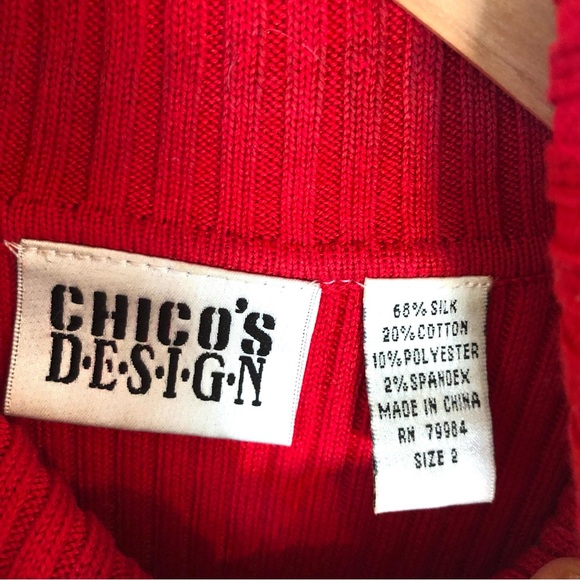 CHICO'S
D·E·S·I·G·N
68% SILK
20% COTTON
10% POLYESTER
2% SPANDEX
MADE IN CHINA
RN 79984
SIZE 2